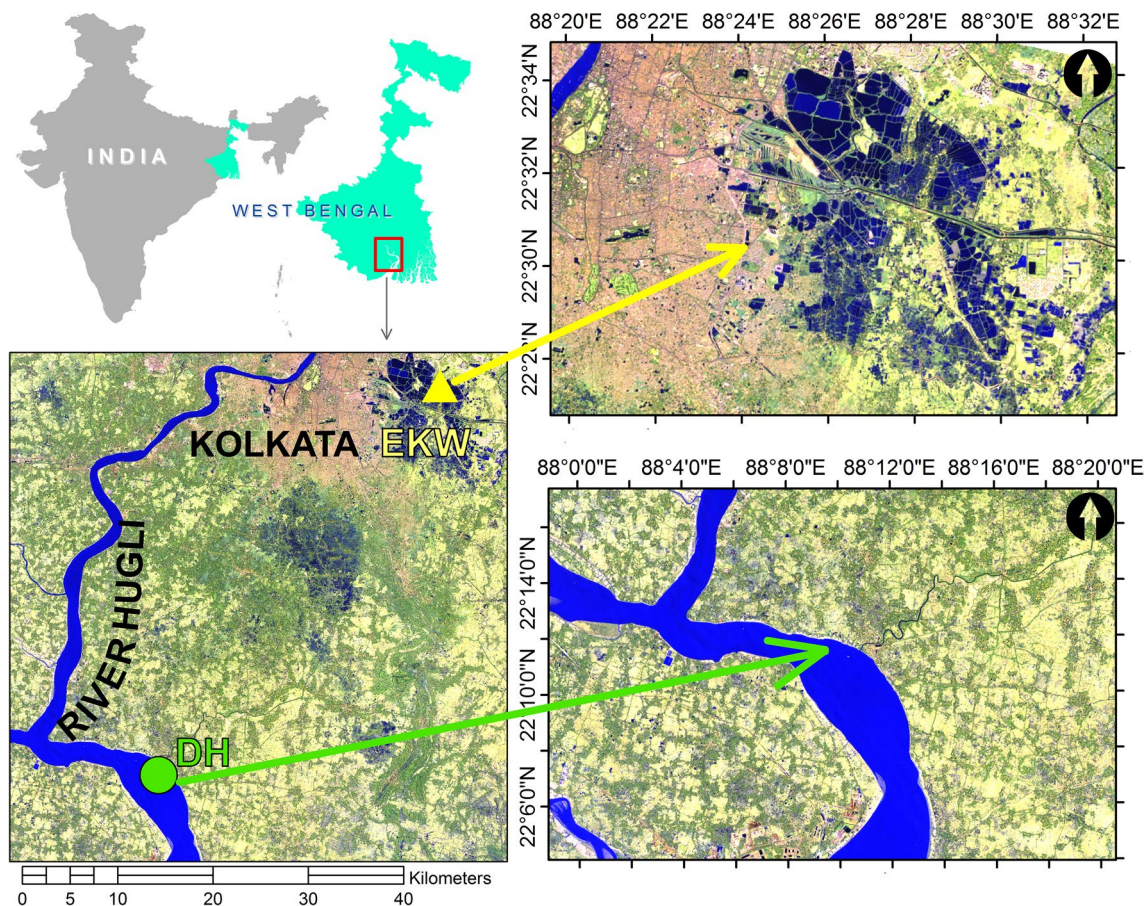 INDIA
WEST BENGAL
88°20'E 88°22'E 88°24'E 88°26'E 88°28'E 88°30'E 88°32'E
22°34'N
22°32'N
22°30'N
22°22'N
KOLKATA EKW
RIVER HUGLI
DH
0 5 10 20 30 40 Kilometers
88°0'0"E 88°4'0"E 88°8'0"E 88°12'0"E 88°16'0"E 88°20'0"E
22°14'0"N
22°10'0"N
22°6'0"N